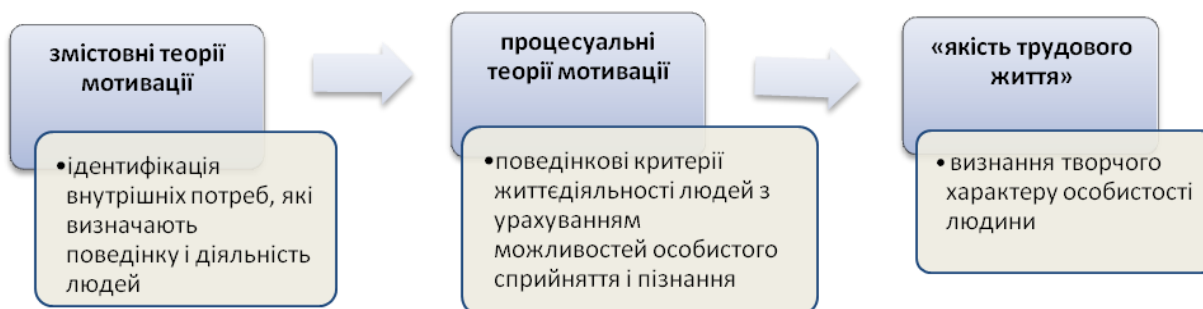 змістовні теорії
мотивації
•ідентифікація
внутрішніх потреб, які
визначають
поведінку і діяльність
людей
процесуальні
теорії мотивації
•поведінкові критерії
життєдіяльності людей з
урахуванням
можливостей особистого
сприйняття і пізнання
«якість трудового
життя»
• визнання творчого
характеру особистості
людини